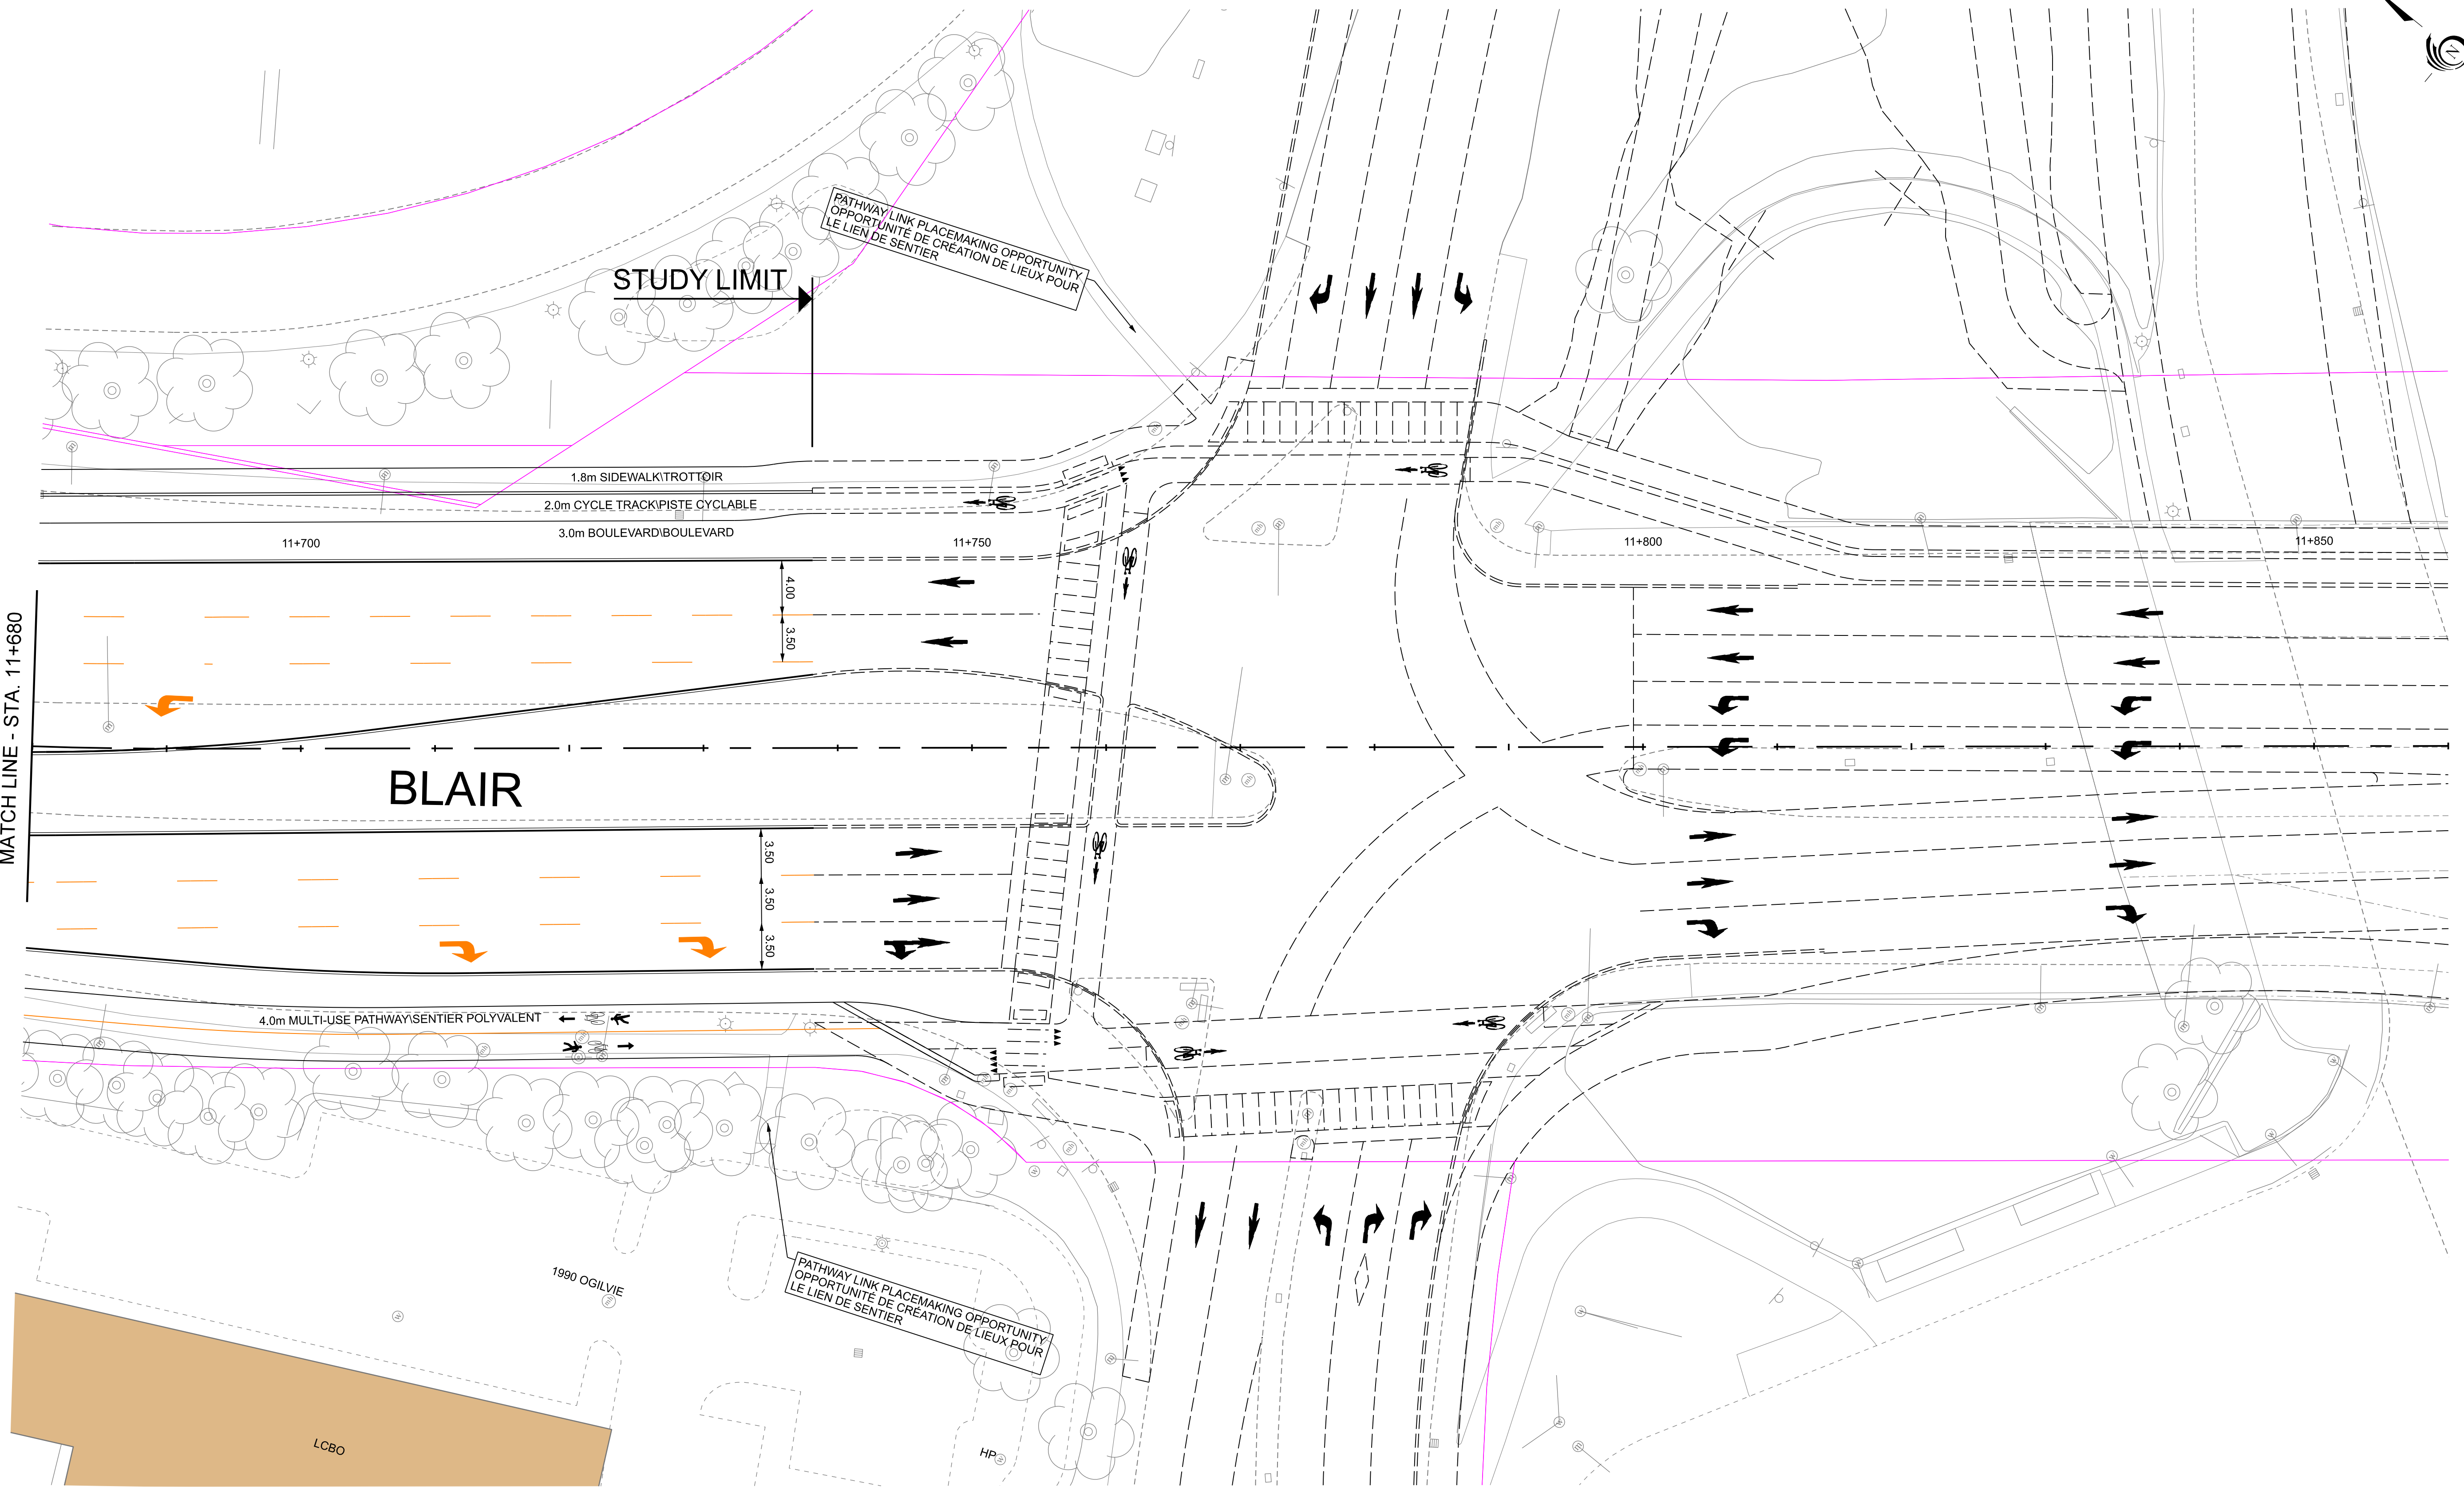 N
PATHWAY LINK PLACEMAKING OPPORTUNITY
OPPORTUNITÉ DE CRÉATION DE LIEUX POUR
LE LIEN DE SENTIER
STUDY LIMIT
1.8m SIDEWALK\TROTTOIR
2.0m CYCLE TRACK\PISTE CYCLABLE
3.0m BOULEVARD\BOULEVARD
11+700
11+750
11+800
11+850
4.00
3.50
MATCH LINE - STA. 11+680
BLAIR
3.50
3.50
3.50
4.0m MULTI-USE PATHWAY\SENTIER POLYVALENT
1990 OGILVIE
PATHWAY LINK PLACEMAKING OPPORTUNITY
OPPORTUNITÉ DE CRÉATION DE LIEUX POUR
LE LIEN DE SENTIER
LCBO
HP